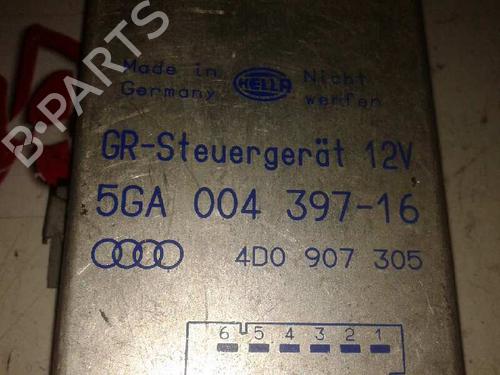 B-PARTS
Made in Germany
HELLA
Nicht werfen
GR-Steuergerät 12V
5GA 004 397-16
4D0 907 305
6 5 4 3 2 1